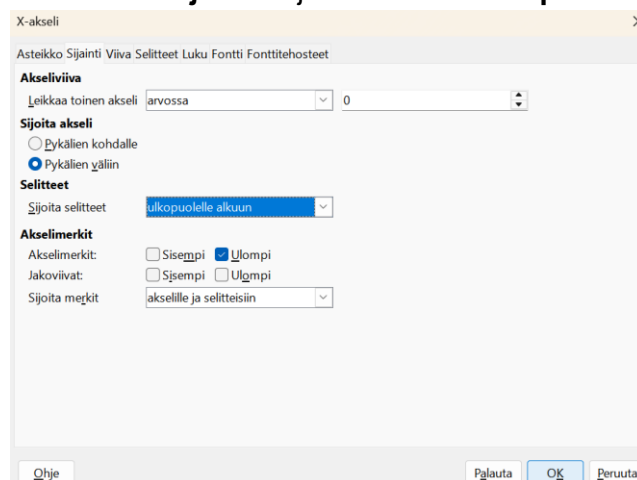 X-akseli
Asteikko Sijainti Viiva Selitteet Luku Fontti Fonttitehosteet
Akseliviiva
Leikkaa toinen akseli arvossa 0
Sijoita akseli
Pykälien kohdalle
Pykälien väliin
Selitteet
Sijoita selitteet ulkopuolelle alkuun
Akselimerkit
Akselimerkit: Sisempi Ulompi
Jakoviivat: Sisempi Ulompi
Sijoita merkit akselille ja selitteisiin
Ohje Palauta OK Peruuta